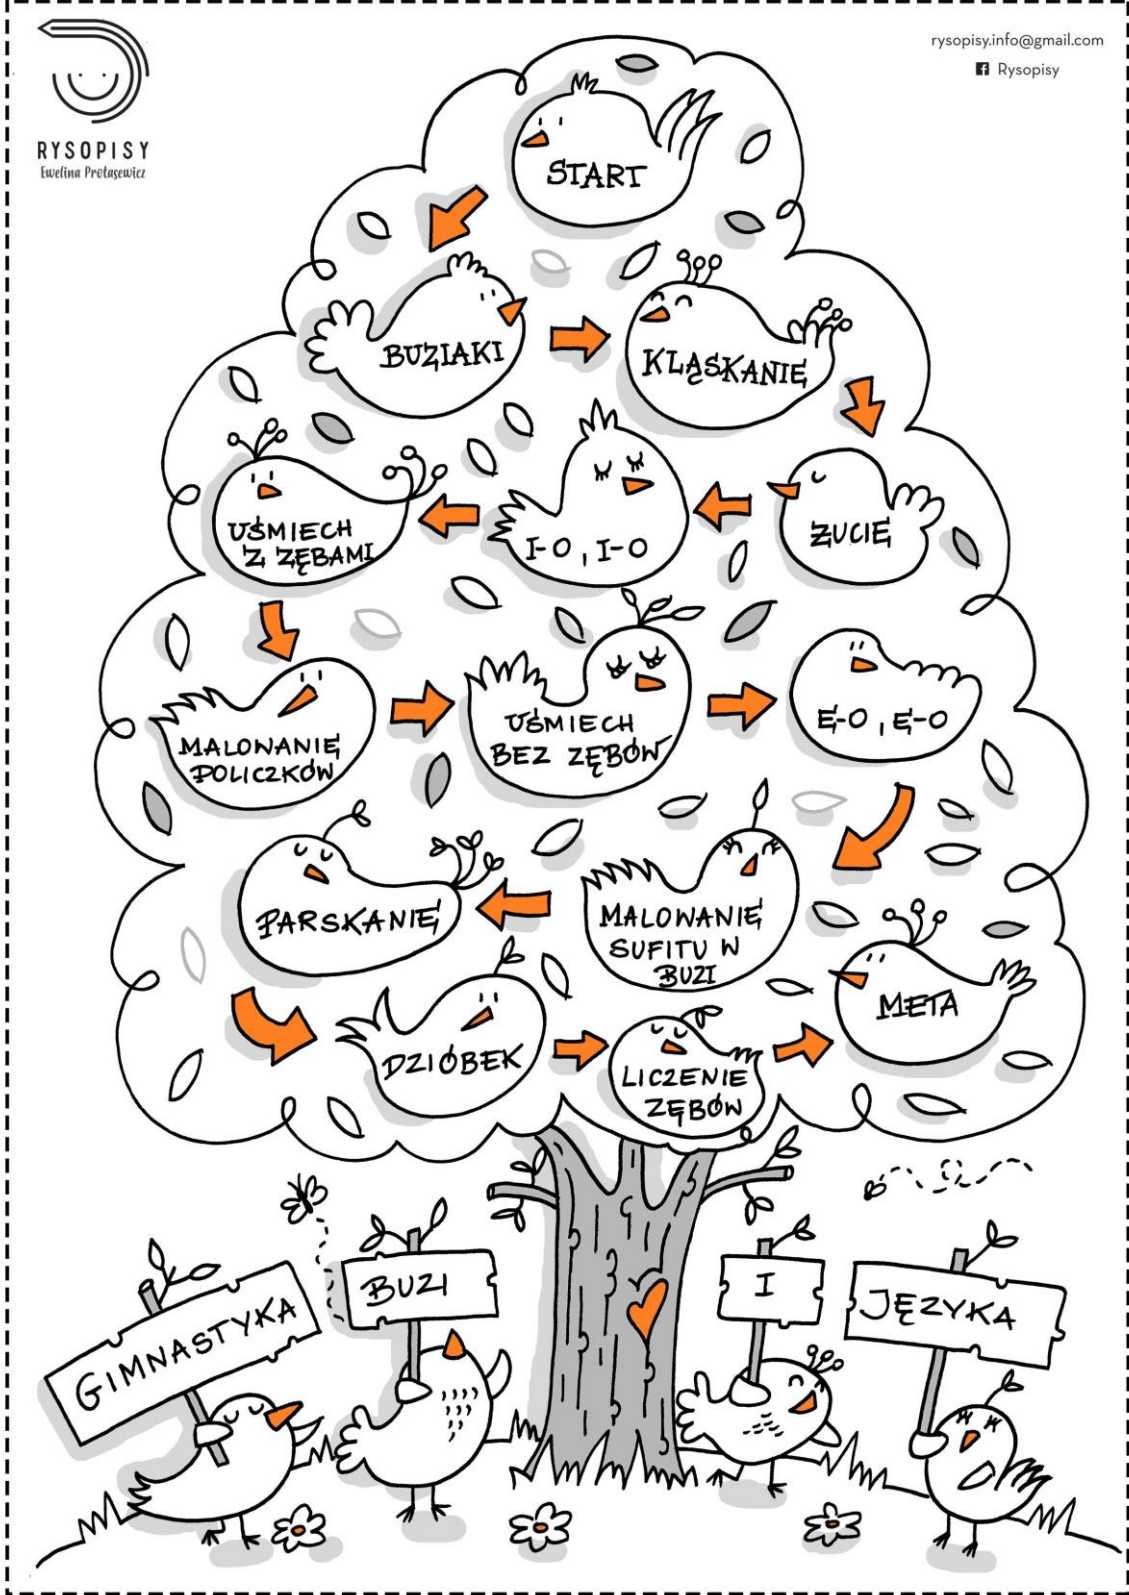 RYSOPISY
Ewelina Protasewicz
rysopisy.info@gmail.com
Rysopisy
START
BUZIAKI
KLĄSKANIE
ŻUCIE
I-O, I-O
UŚMIECH
Z ZĘBAMI
MALOWANIE
POLICZKÓW
UŚMIECH
BEZ ZĘBÓW
E-O, E-O
MALOWANIE
SUFITU W
BUZI
PARSKANIE
DZIÓBEK
LICZENIE
ZĘBÓW
META
GIMNASTYKA
BUZI
I
JĘZYKA